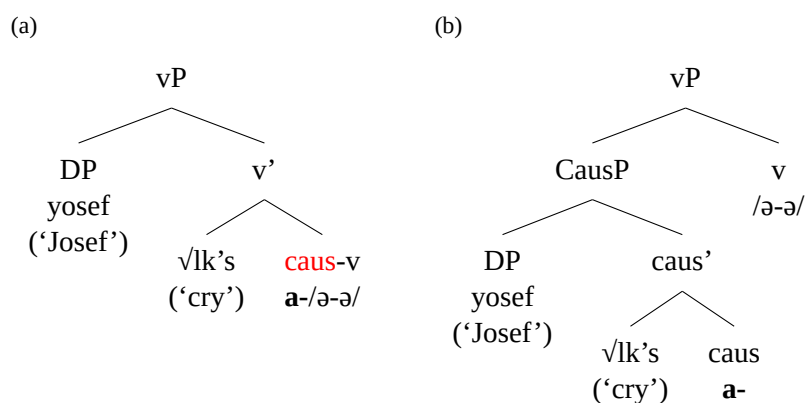 (a)
vP
DP
yosef
(‘Josef’)
v’
√lk’s
(‘cry’)
caus-v
a-/ə-ə/
(b)
vP
CausP
v
/ə-ə/
DP
yosef
(‘Josef’)
caus’
√lk’s
(‘cry’)
caus
a-